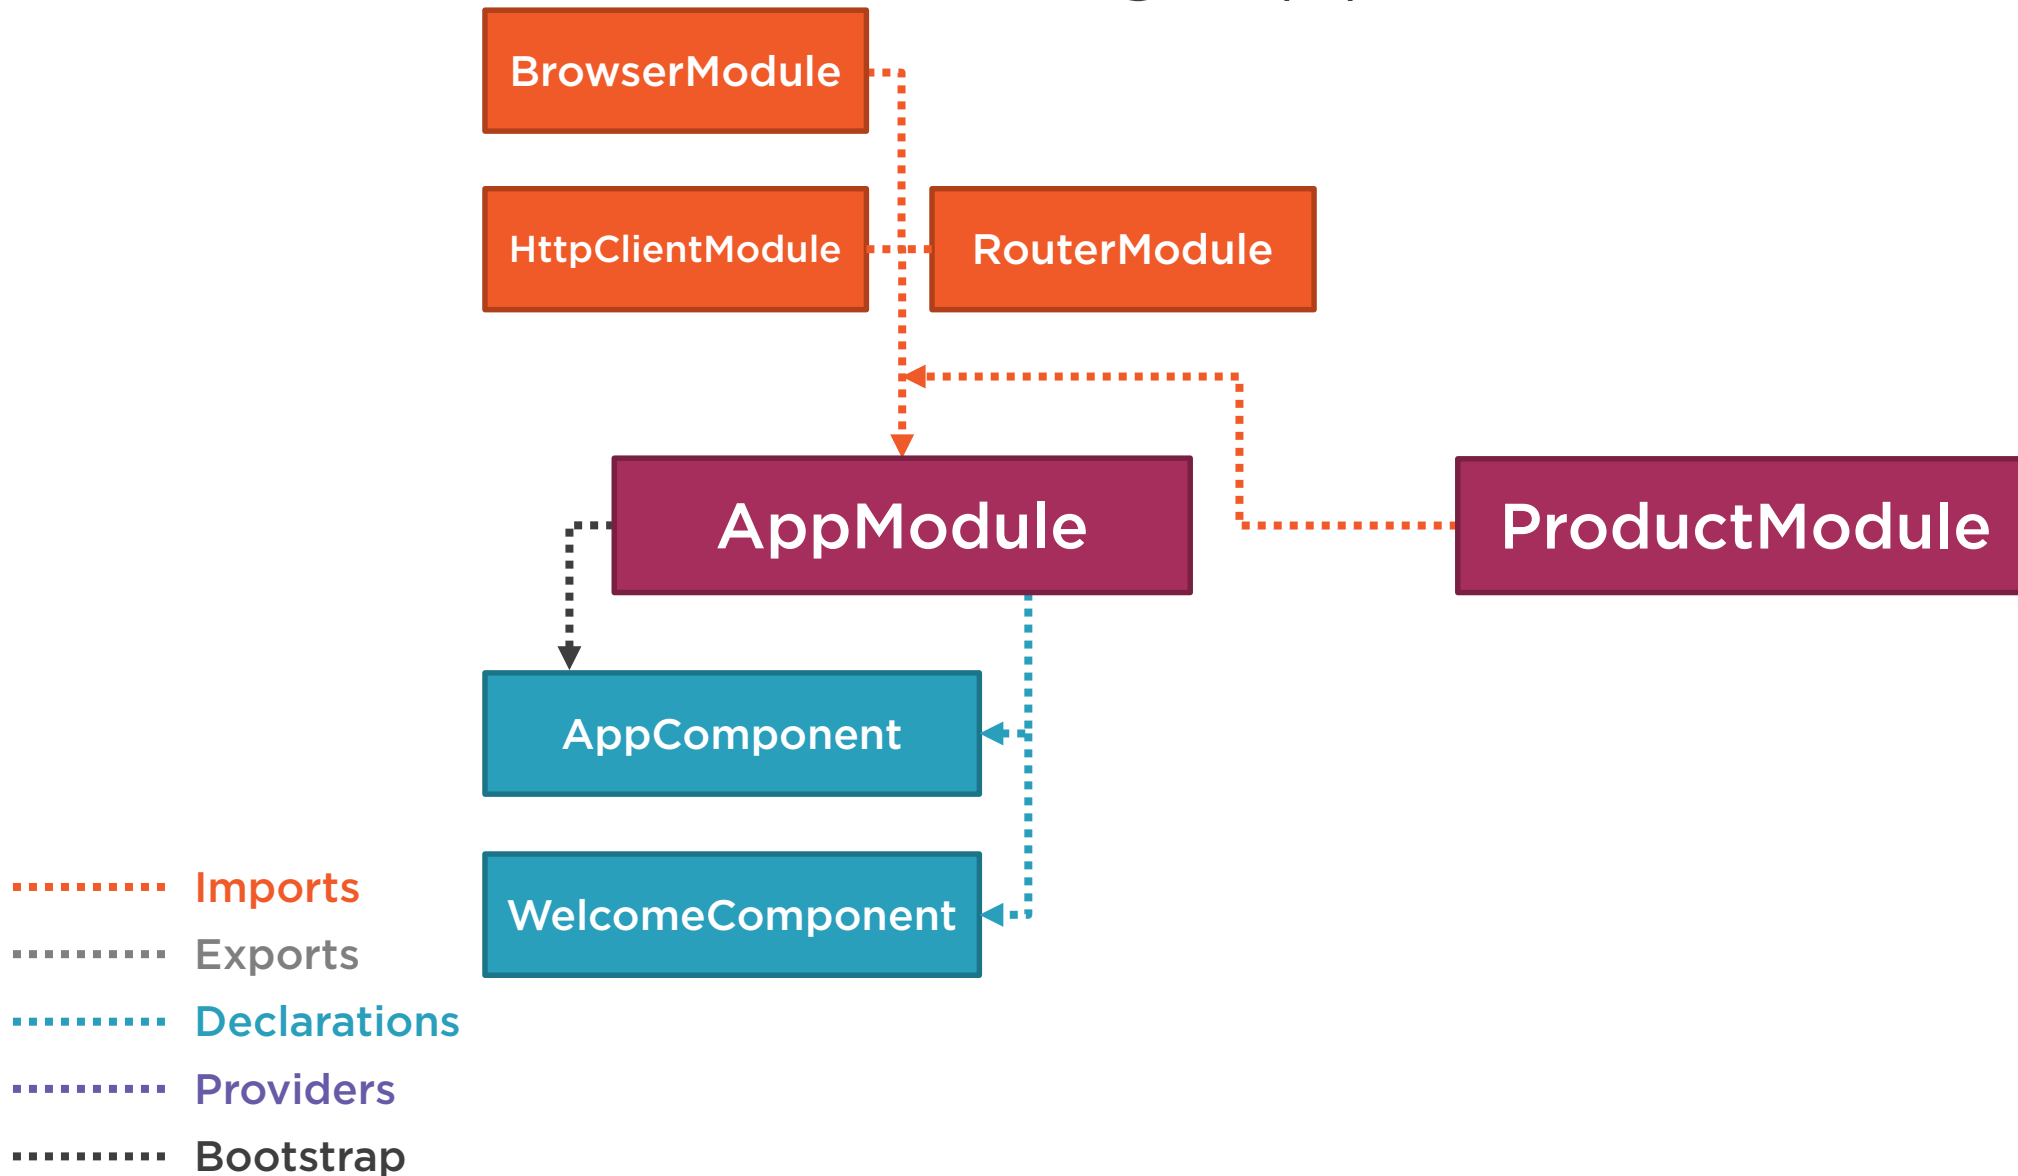 BrowserModule
HttpClientModule
RouterModule
AppModule
ProductModule
AppComponent
WelcomeComponent
Imports
Exports
Declarations
Providers
Bootstrap